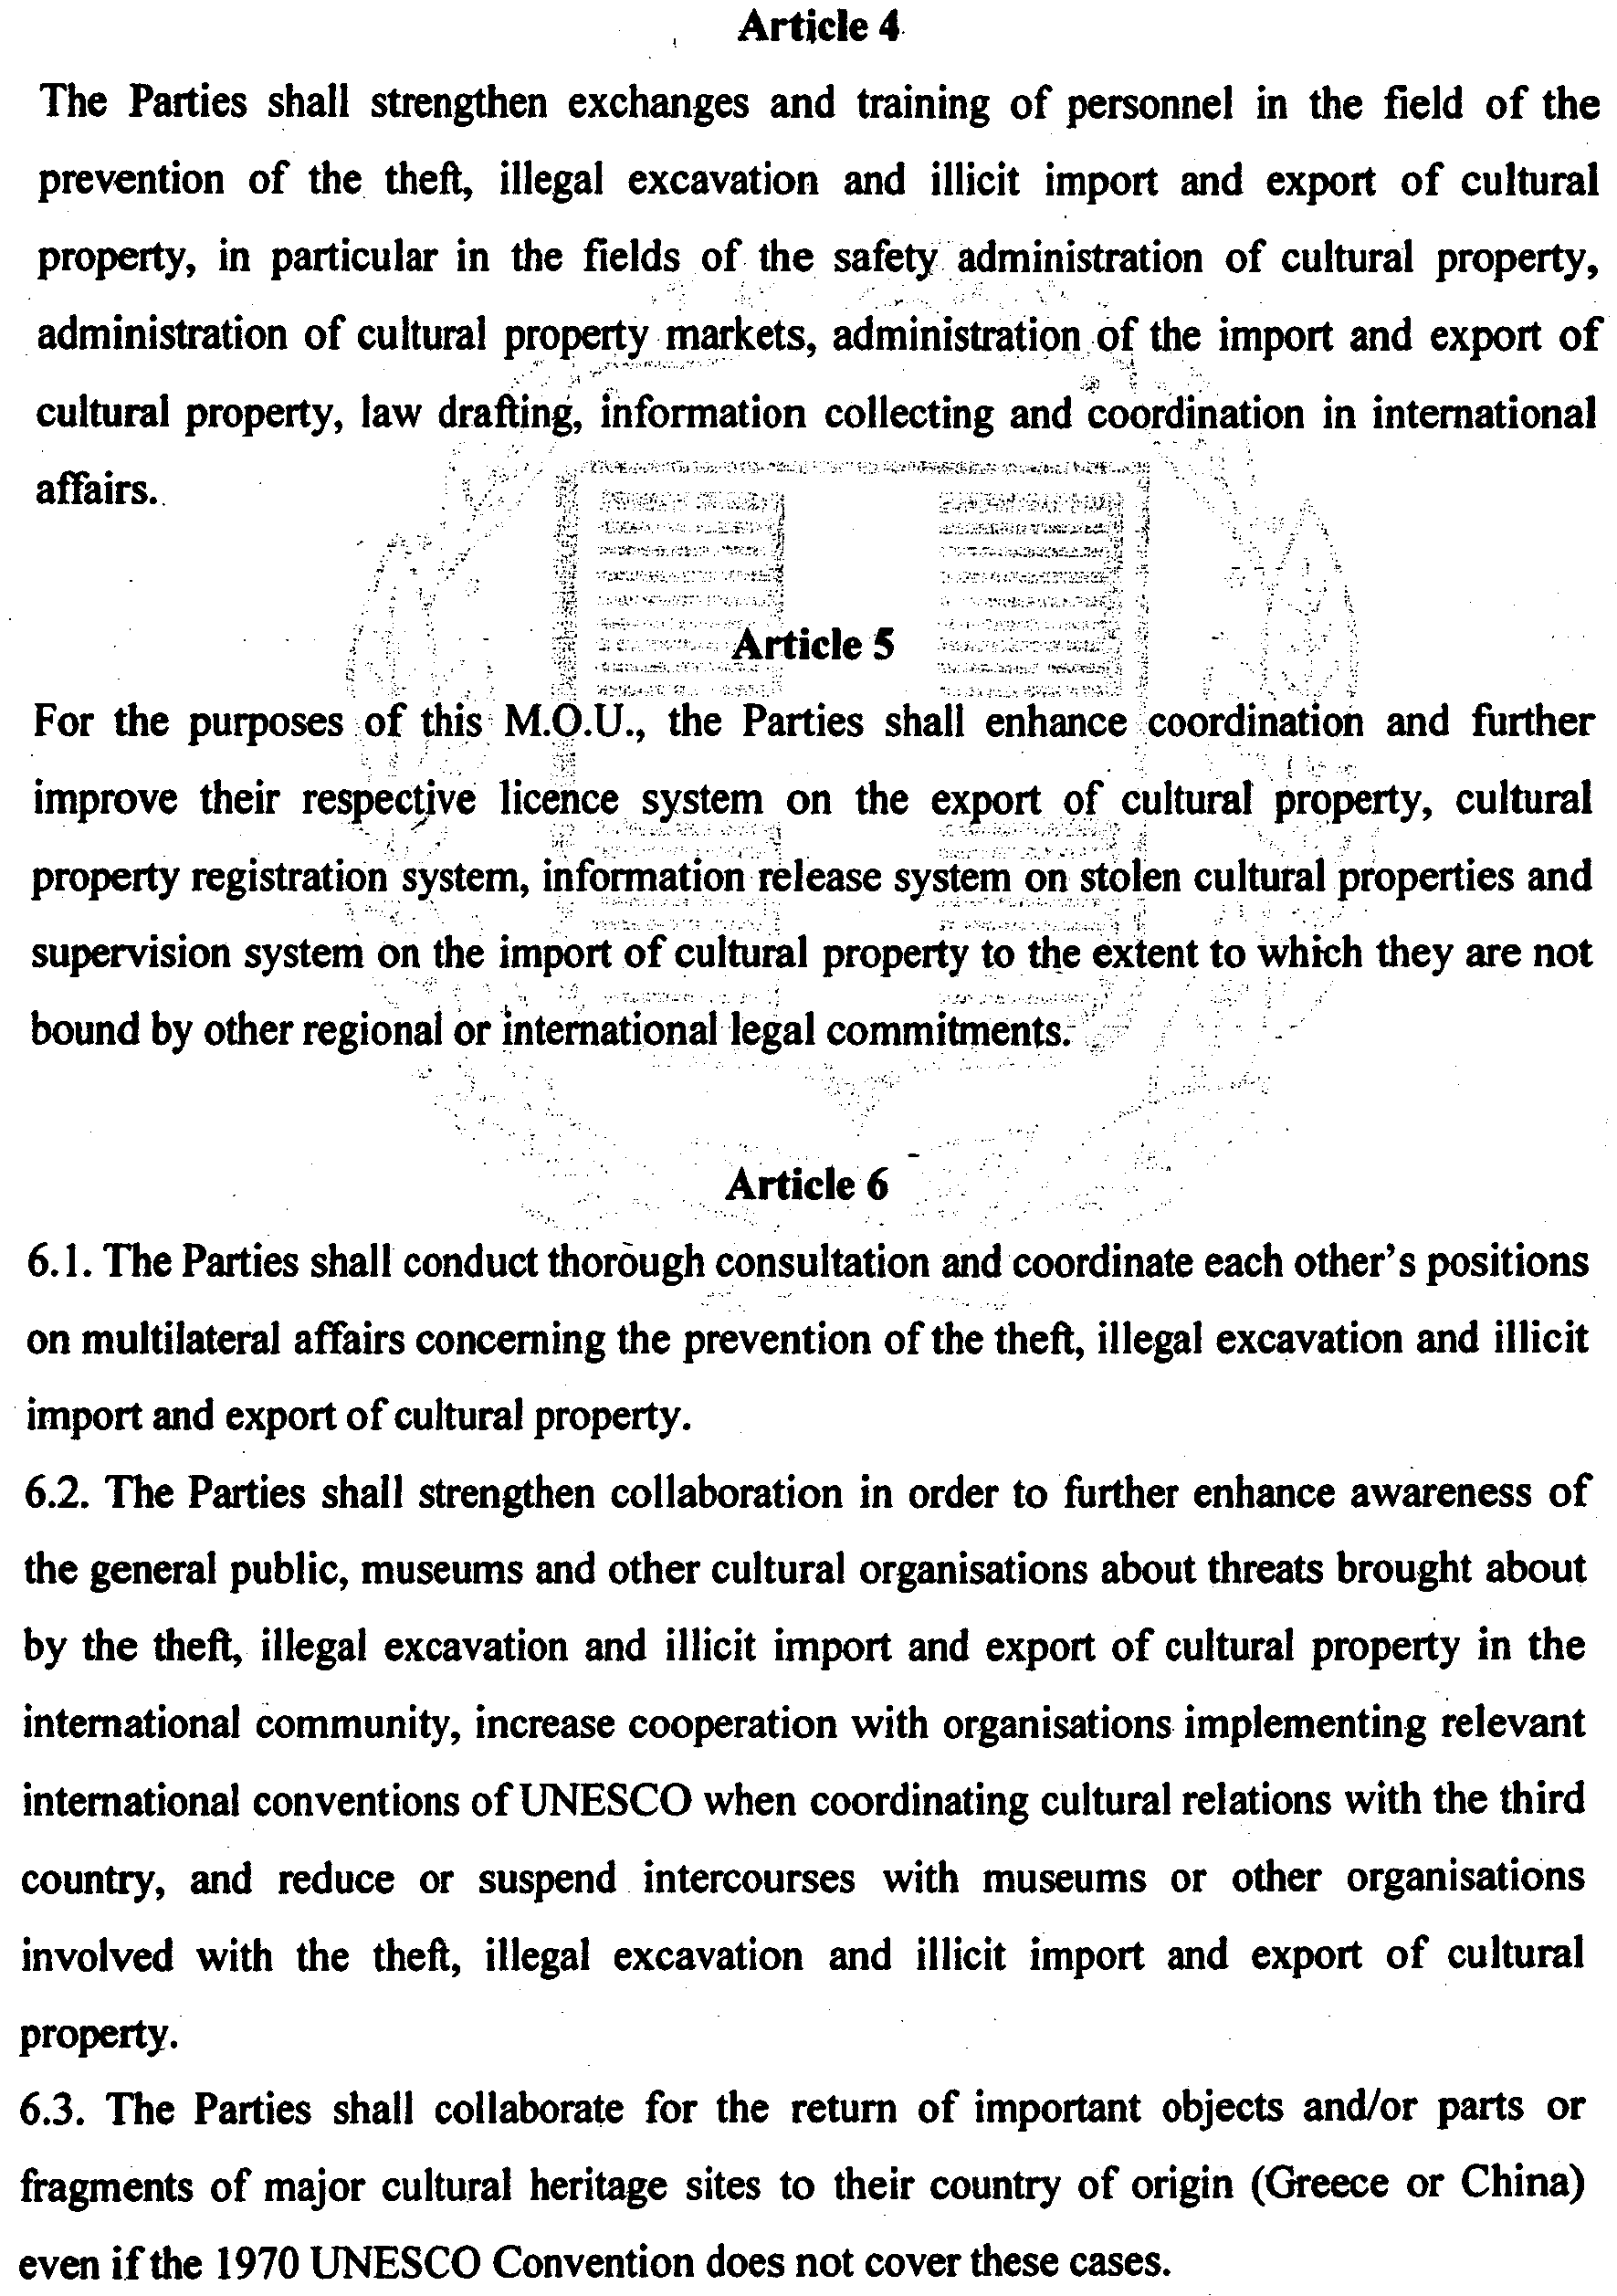 Article 4
The Parties shall strengthen exchanges and training of personnel in the field of the
prevention of the theft, illegal excavation and illicit import and export of cultural
property, in particular in the fields of the safety administration of cultural property,
administration of cultural property markets, administration of the import and export of
cultural property, law drafting, information collecting and coordination in international
affairs.
Article 5
For the purposes of this M.O.U., the Parties shall enhance coordination and further
improve their respective licence system on the export of cultural property, cultural
property registration system, information release system on stolen cultural properties and
supervision system on the import of cultural property to the extent to which they are not
bound by other regional or international legal commitments.
Article 6
6.1. The Parties shall conduct thorough consultation and coordinate each other's positions
on multilateral affairs concerning the prevention of the theft, illegal excavation and illicit
import and export of cultural property.
6.2. The Parties shall strengthen collaboration in order to further enhance awareness of
the general public, museums and other cultural organisations about threats brought about
by the theft, illegal excavation and illicit import and export of cultural property in the
international community, increase cooperation with organisations implementing relevant
international conventions of UNESCO when coordinating cultural relations with the third
country, and reduce or suspend intercourses with museums or other organisations
involved with the theft, illegal excavation and illicit import and export of cultural
property.
6.3. The Parties shall collaborate for the return of important objects and/or parts or
fragments of major cultural heritage sites to their country of origin (Greece or China)
even if the 1970 UNESCO Convention does not cover these cases.